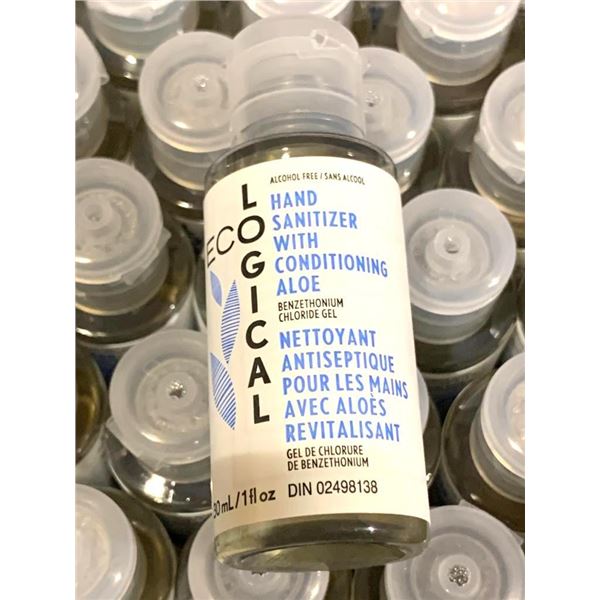 ECO
LOGICAL
ALCOHOL FREE / SANS ALCOOL
HAND
SANITIZER
WITH
CONDITIONING
ALOE
BENZETHONIUM
CHLORIDE GEL
NETTOYANT
ANTISEPTIQUE
POUR LES MAINS
AVEC ALOÈS
REVITALISANT
GEL DE CHLORURE
DE BENZETHONIUM
30 mL / 1 fl oz DIN 02498138